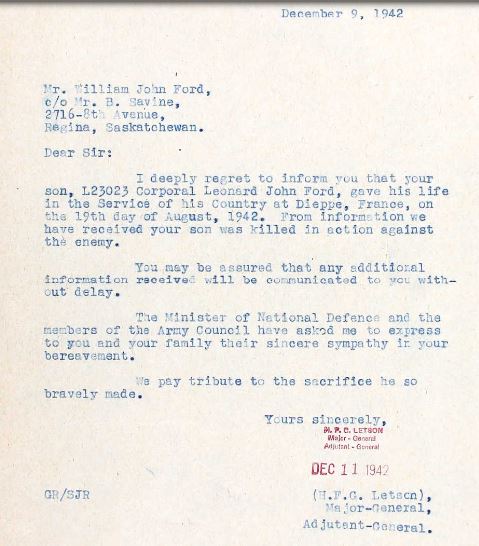 December 9, 1942
Mr. William John Ford,
c/o Mr. B. Savine,
2716-8th Avenue,
Regina, Saskatchewan.
Dear Sir:
I deeply regret to inform you that your
son, L23023 Corporal Leonard John Ford, gave his life
in the Service of his Country at Dieppe, France, on
the 19th day of August, 1942. From information we
have received your son was killed in action against
the enemy.
You may be assured that any additional
information received will be communicated to you with-
out delay.
The Minister of National Defence and the
members of the Army Council have asked me to express
to you and your family their sincere sympathy in your
bereavement.
We pay tribute to the sacrifice he so
bravely made.
Yours sincerely,
H. F. G. LETSON
Major - General
Adjutant - General
DEC 11 1942
GR/SJR (H.F.G. Letson),
Major-General,
Adjutant-General.